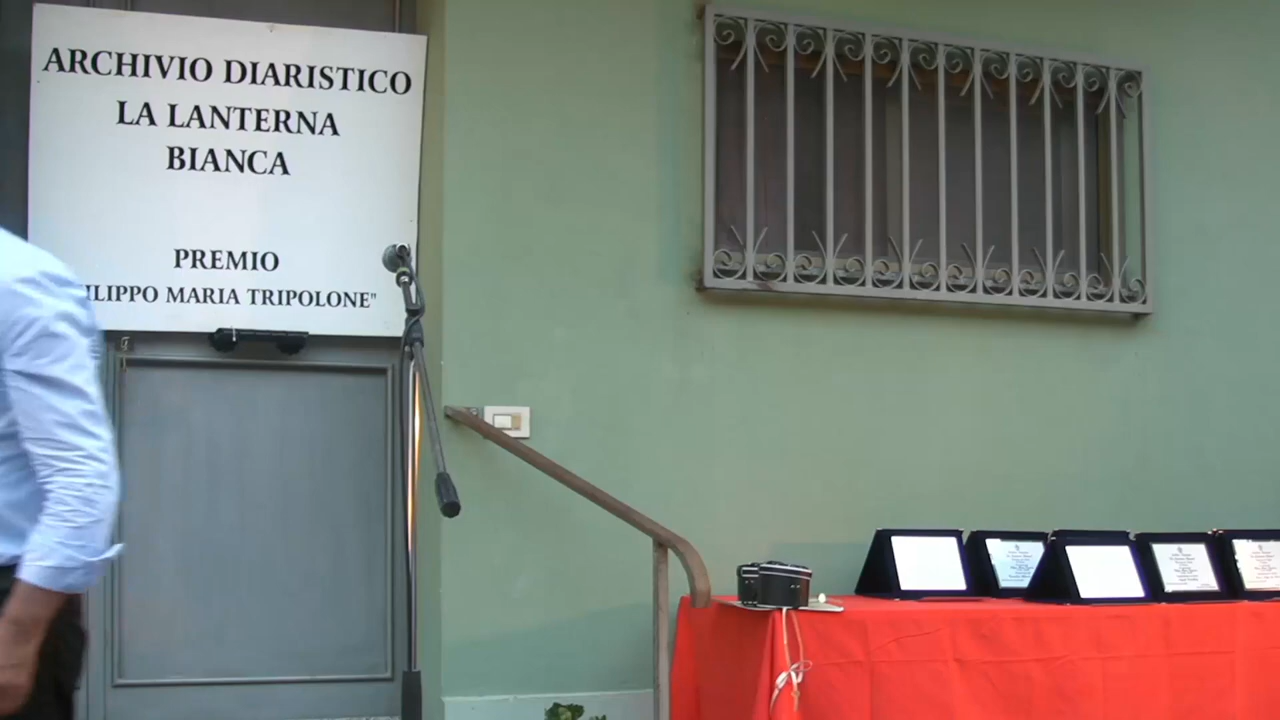 ARCHIVIO DIARISTICO
LA LANTERNA
BIANCA
PREMIO
ILIPPO MARIA TRIPOLONE"